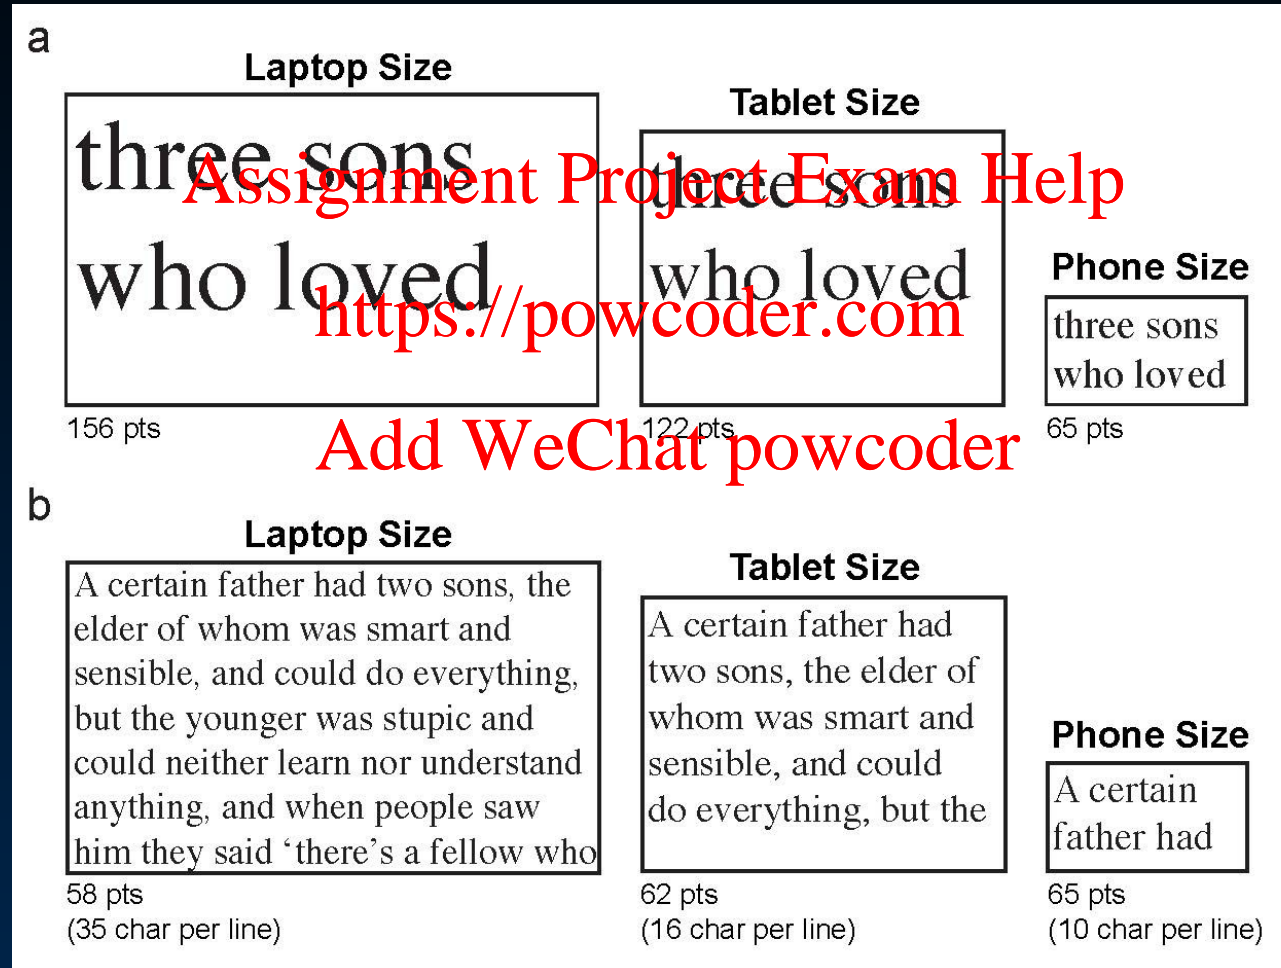 a
Laptop Size
three sons
who loved
156 pts
Tablet Size
three sons
who loved
122 pts
Phone Size
three sons
who loved
65 pts
Assignment Project Exam Help
https://powcoder.com
Add WeChat powcoder
b
Laptop Size
A certain father had two sons, the
elder of whom was smart and
sensible, and could do everything,
but the younger was stupic and
could neither learn nor understand
anything, and when people saw
him they said ‘there’s a fellow who
58 pts
(35 char per line)
Tablet Size
A certain father had
two sons, the elder of
whom was smart and
sensible, and could
do everything, but the
62 pts
(16 char per line)
Phone Size
A certain
father had
65 pts
(10 char per line)